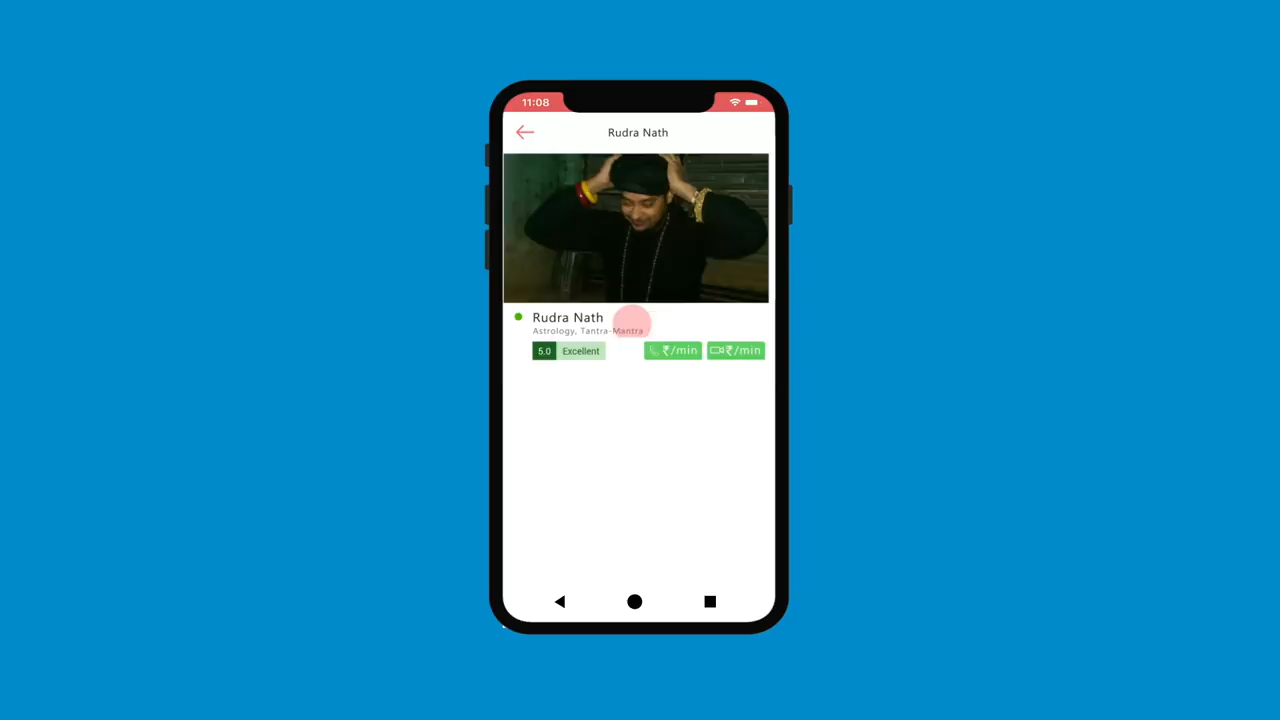 11:08
Rudra Nath
Rudra Nath
Astrology, Tantra-Mantra
5.0 Excellent ₹/min ₹/min